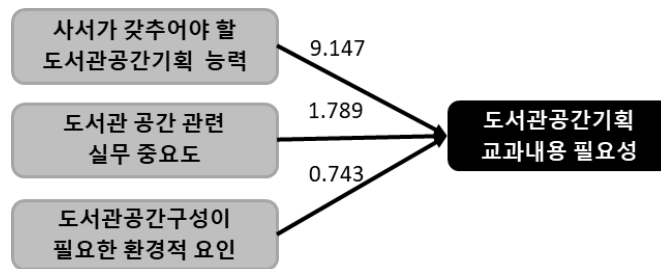 사서가 갖추어야 할
도서관공간기획 능력
9.147
도서관 공간 관련
실무 중요도
1.789
도서관공간기획
교과내용 필요성
0.743
도서관공간구성이
필요한 환경적 요인